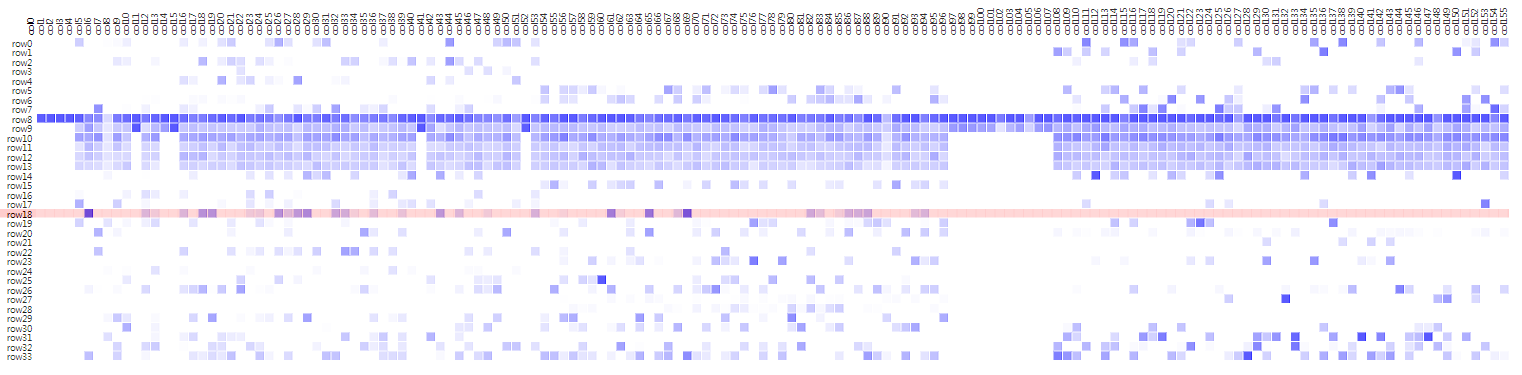 col0 col1 col2 col3 col4 col5 col6 col7 col8 col9 col10 col11 col12 col13 col14 col15 col16 col17 col18 col19 col20 col21 col22 col23 col24 col25 col26 col27 col28 col29 col30 col31 col32 col33 col34 col35 col36 col37 col38 col39 col40 col41 col42 col43 col44 col45 col46 col47 col48 col49 col50 col51 col52 col53 col54 col55 col56 col57 col58 col59 col60 col61 col62 col63 col64 col65 col66 col67 col68 col69 col70 col71 col72 col73 col74 col75 col76 col77 col78 col79 col80 col81 col82 col83 col84 col85 col86 col87 col88 col89 col90 col91 col92 col93 col94 col95 col96 col97 col98 col99 col100 col101 col102 col103 col104 col105 col106 col107 col108 col109 col110 col111 col112 col113 col114 col115 col116 col117 col118 col119 col120 col121 col122 col123 col124 col125 col126 col127 col128 col129 col130 col131 col132 col133 col134 col135 col136 col137 col138 col139 col140 col141 col142 col143 col144 col145 col146 col147 col148 col149 col150 col151 col152 col153 col154 col155
row0
row1
row2
row3
row4
row5
row6
row7
row8
row9
row10
row11
row12
row13
row14
row15
row16
row17
row18
row19
row20
row21
row22
row23
row24
row25
row26
row27
row28
row29
row30
row31
row32
row33